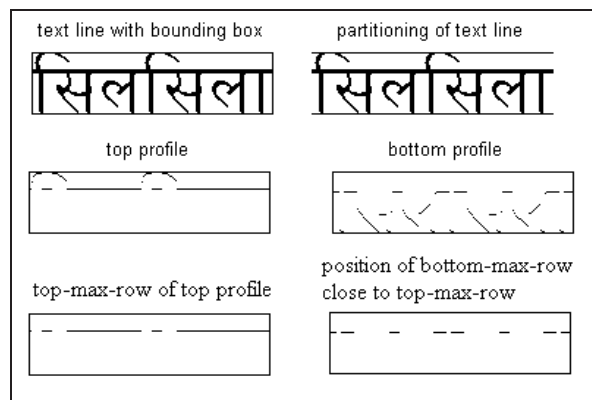 text line with bounding box
partitioning of text line
सिलसिला
सिलसिला
top profile
bottom profile
top-max-row of top profile
position of bottom-max-row
close to top-max-row